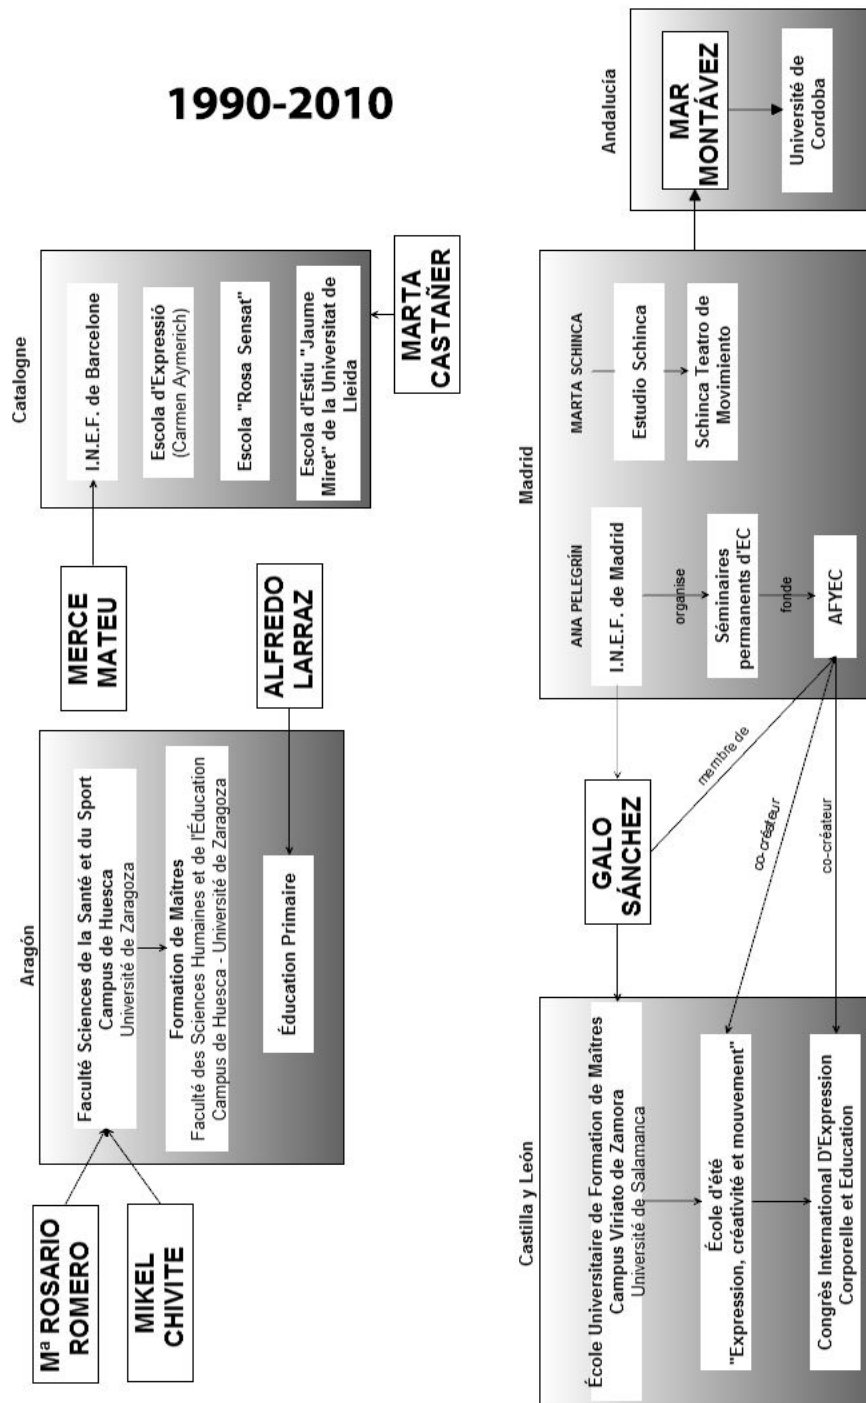 1990-2010
Aragón
Faculté Sciences de la Santé et du Sport
Campus de Huesca
Université de Zaragoza
Formation de Maîtres
Faculté des Sciences Humaines et de l'Éducation
Campus de Huesca - Université de Zaragoza
Éducation Primaire
Mª ROSARIO
ROMERO
MIKEL
CHIVITE
MERCE
MATEU
ALFREDO
LARRAZ
Catalogne
I.N.E.F. de Barcelone
Escola d'Expressió
(Carmen Aymerich)
Escola "Rosa Sensat"
Escola d'Estiu "Jaume
Miret" de la Universitat de
Lleida
MARTA
CASTAÑER
Castilla y León
École Universitaire de Formation de Maîtres
Campus Viriato de Zamora
Université de Salamanca
École d'été
"Expression, créativité et mouvement"
Congrès International D'Expression
Corporelle et Education
GALO
SÁNCHEZ
membre de
co-créateur
co-créateur
Madrid
ANA PELEGRÍN
I.N.E.F. de Madrid
organise
Séminaires
permanents d'EC
fonde
AFYEC
MARTA SCHINCA
Estudio Schinca
Schinca Teatro de
Movimiento
Andalucía
MAR
MONTÁVEZ
Université de
Cordoba